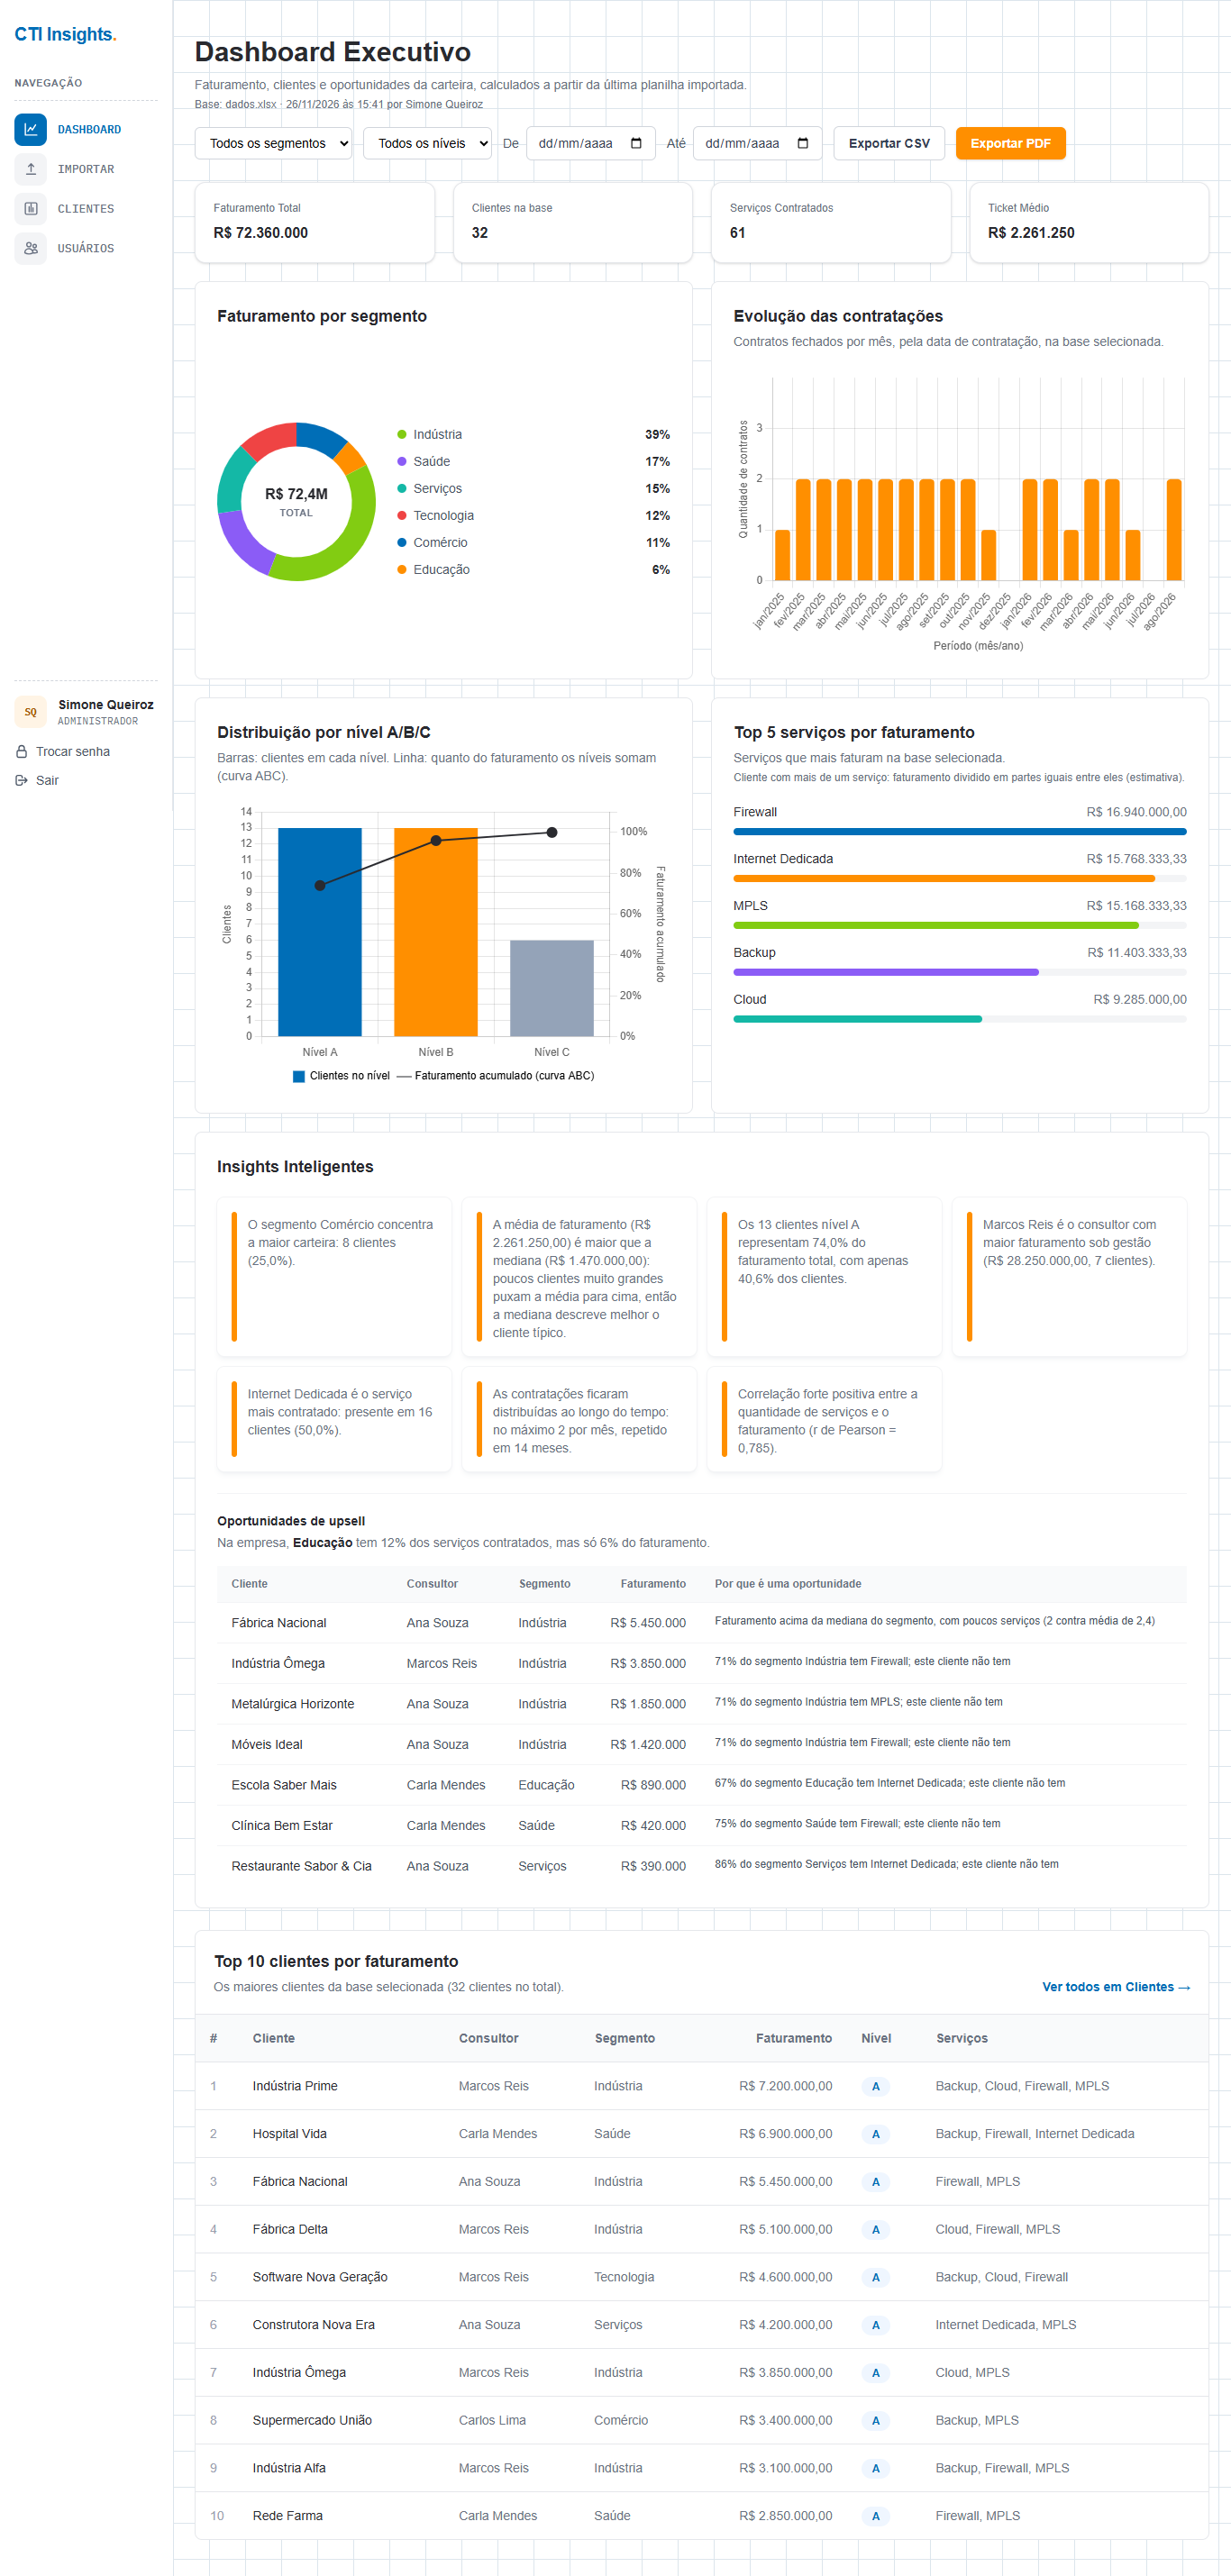 CTI Insights.
NAVEGAÇÃO
DASHBOARD
IMPORTAR
CLIENTES
USUÁRIOS
SQ
Simone Queiroz
ADMINISTRADOR
Trocar senha
Sair
Dashboard Executivo
Faturamento, clientes e oportunidades da carteira, calculados a partir da última planilha importada.
Base: dados.xlsx · 26/11/2026 às 15:41 por Simone Queiroz
Todos os segmentos Todos os níveis De dd/mm/aaaa Até dd/mm/aaaa Exportar CSV Exportar PDF
Faturamento Total
R$ 72.360.000
Clientes na base
32
Serviços Contratados
61
Ticket Médio
R$ 2.261.250
Faturamento por segmento
R$ 72,4M
TOTAL
Indústria 39%
Saúde 17%
Serviços 15%
Tecnologia 12%
Comércio 11%
Educação 6%
Evolução das contratações
Contratos fechados por mês, pela data de contratação, na base selecionada.
Quantidade de contratos
3
2
1
0
jan/2025 fev/2025 mar/2025 abr/2025 mai/2025 jun/2025 jul/2025 ago/2025 set/2025 out/2025 nov/2025 dez/2025 jan/2026 fev/2026 mar/2026 abr/2026 mai/2026 jun/2026 jul/2026 ago/2026
Período (mês/ano)
Distribuição por nível A/B/C
Barras: clientes em cada nível. Linha: quanto do faturamento os níveis somam
(curva ABC).
Clientes
14
13
12
11
10
9
8
7
6
5
4
3
2
1
0
100%
80%
60%
40%
20%
0%
Faturamento acumulado
Nível A Nível B Nível C
Clientes no nível Faturamento acumulado (curva ABC)
Top 5 serviços por faturamento
Serviços que mais faturam na base selecionada.
Cliente com mais de um serviço: faturamento dividido em partes iguais entre eles (estimativa).
Firewall R$ 16.940.000,00
Internet Dedicada R$ 15.768.333,33
MPLS R$ 15.168.333,33
Backup R$ 11.403.333,33
Cloud R$ 9.285.000,00
Insights Inteligentes
O segmento Comércio concentra
a maior carteira: 8 clientes
(25,0%).
A média de faturamento (R$
2.261.250,00) é maior que a
mediana (R$ 1.470.000,00):
poucos clientes muito grandes
puxam a média para cima, então
a mediana descreve melhor o
cliente típico.
Os 13 clientes nível A
representam 74,0% do
faturamento total, com apenas
40,6% dos clientes.
Marcos Reis é o consultor com
maior faturamento sob gestão
(R$ 28.250.000,00, 7 clientes).
Internet Dedicada é o serviço
mais contratado: presente em 16
clientes (50,0%).
As contratações ficaram
distribuídas ao longo do tempo:
no máximo 2 por mês, repetido
em 14 meses.
Correlação forte positiva entre a
quantidade de serviços e o
faturamento (r de Pearson =
0,785).
Oportunidades de upsell
Na empresa, Educação tem 12% dos serviços contratados, mas só 6% do faturamento.
Cliente Consultor Segmento Faturamento Por que é uma oportunidade
Fábrica Nacional Ana Souza Indústria R$ 5.450.000 Faturamento acima da mediana do segmento, com poucos serviços (2 contra média de 2,4)
Indústria Ômega Marcos Reis Indústria R$ 3.850.000 71% do segmento Indústria tem Firewall; este cliente não tem
Metalúrgica Horizonte Ana Souza Indústria R$ 1.850.000 71% do segmento Indústria tem MPLS; este cliente não tem
Móveis Ideal Ana Souza Indústria R$ 1.420.000 71% do segmento Indústria tem Firewall; este cliente não tem
Escola Saber Mais Carla Mendes Educação R$ 890.000 67% do segmento Educação tem Internet Dedicada; este cliente não tem
Clínica Bem Estar Carla Mendes Saúde R$ 420.000 75% do segmento Saúde tem Firewall; este cliente não tem
Restaurante Sabor & Cia Ana Souza Serviços R$ 390.000 86% do segmento Serviços tem Internet Dedicada; este cliente não tem
Top 10 clientes por faturamento
Os maiores clientes da base selecionada (32 clientes no total). Ver todos em Clientes →
# Cliente Consultor Segmento Faturamento Nível Serviços
1 Indústria Prime Marcos Reis Indústria R$ 7.200.000,00 A Backup, Cloud, Firewall, MPLS
2 Hospital Vida Carla Mendes Saúde R$ 6.900.000,00 A Backup, Firewall, Internet Dedicada
3 Fábrica Nacional Ana Souza Indústria R$ 5.450.000,00 A Firewall, MPLS
4 Fábrica Delta Marcos Reis Indústria R$ 5.100.000,00 A Cloud, Firewall, MPLS
5 Software Nova Geração Marcos Reis Tecnologia R$ 4.600.000,00 A Backup, Cloud, Firewall
6 Construtora Nova Era Ana Souza Serviços R$ 4.200.000,00 A Internet Dedicada, MPLS
7 Indústria Ômega Marcos Reis Indústria R$ 3.850.000,00 A Cloud, MPLS
8 Supermercado União Carlos Lima Comércio R$ 3.400.000,00 A Backup, MPLS
9 Indústria Alfa Marcos Reis Indústria R$ 3.100.000,00 A Backup, Firewall, MPLS
10 Rede Farma Carla Mendes Saúde R$ 2.850.000,00 A Firewall, MPLS